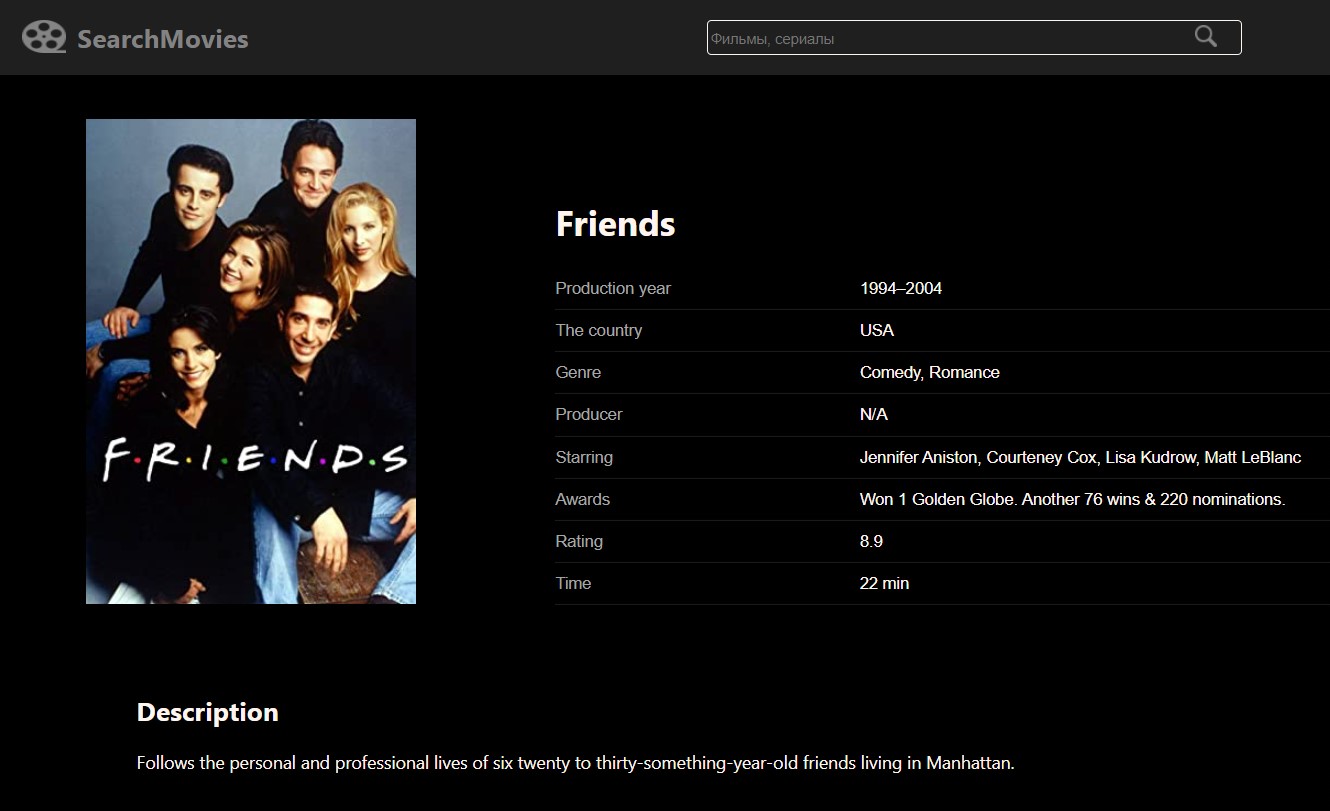 SearchMovies
Фильмы, сериалы
F·R·I·E·N·D·S
Friends
Production year 1994–2004
The country USA
Genre Comedy, Romance
Producer N/A
Starring Jennifer Aniston, Courteney Cox, Lisa Kudrow, Matt LeBlanc
Awards Won 1 Golden Globe. Another 76 wins & 220 nominations.
Rating 8.9
Time 22 min
Description
Follows the personal and professional lives of six twenty to thirty-something-year-old friends living in Manhattan.